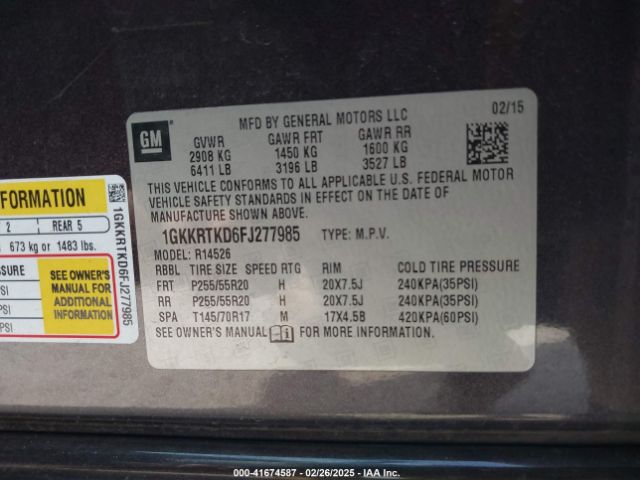 GM
MFD BY GENERAL MOTORS LLC 02/15
GVWR GAWR FRT GAWR RR
2908 KG 1450 KG 1600 KG
6411 LB 3196 LB 3527 LB
THIS VEHICLE CONFORMS TO ALL APPLICABLE U.S. FEDERAL MOTOR
VEHICLE SAFETY STANDARDS IN EFFECT ON THE DATE OF
MANUFACTURE SHOWN ABOVE.
1GKKRTKD6FJ277985 TYPE: M.P.V.
MODEL: R14526
RBBL TIRE SIZE SPEED RTG RIM COLD TIRE PRESSURE
FRT P255/55R20 H 20X7.5J 240KPA(35PSI)
RR P255/55R20 H 20X7.5J 240KPA(35PSI)
SPA T145/70R17 M 17X4.5B 420KPA(60PSI)
SEE OWNER'S MANUAL FOR MORE INFORMATION.
FORMATION
2 REAR 5
673 kg or 1483 lbs.
SSURE
PSI)
PSI)
PSI)
SEE OWNER'S
MANUAL FOR
ADDITIONAL
INFORMATION
1GKKRTKD6FJ277985
000-41674587 - 02/26/2025 - IAA Inc.